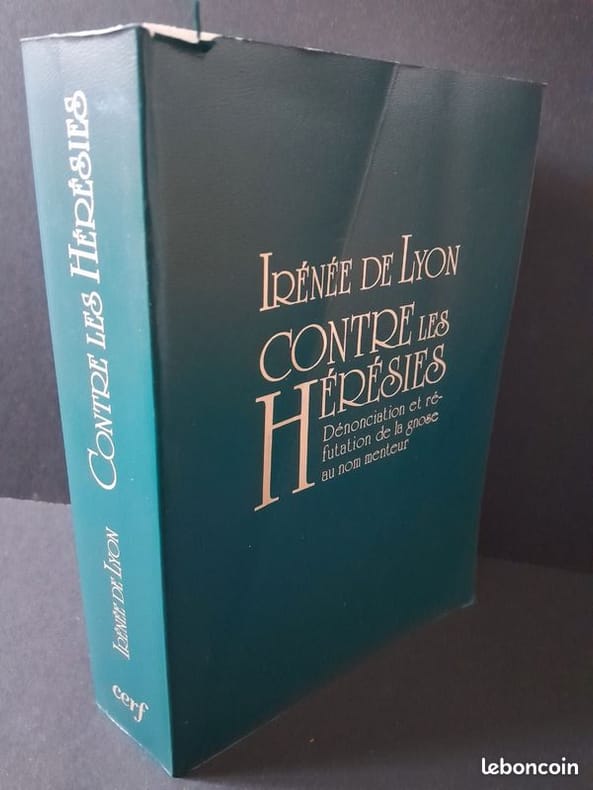 CONTRE LES HÉRÉSIES
IRÉNÉE DE LYON
cerf
IRÉNÉE DE LYON
CONTRE LES
HÉRÉSIES
Dénonciation et ré-
futation de la gnose
au nom menteur
leboncoin